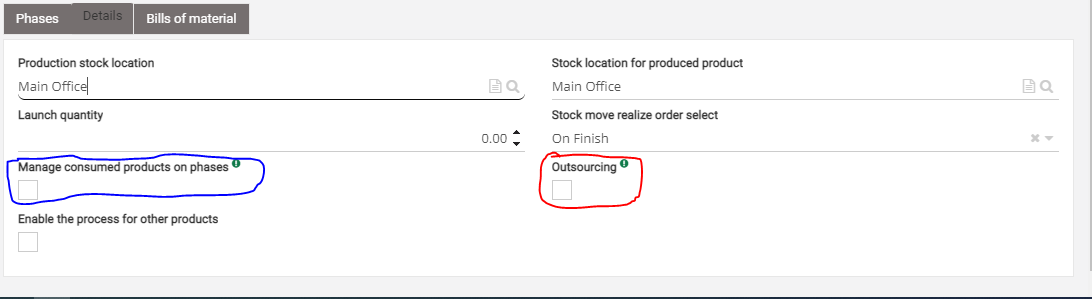 Phases Details Bills of material
Production stock location Stock location for produced product
Main Office Main Office
Launch quantity Stock move realize order select
0.00 On Finish
Manage consumed products on phases Outsourcing
Enable the process for other products